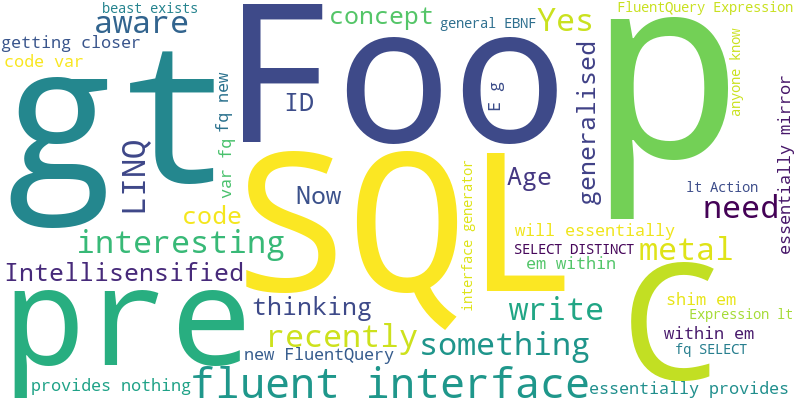 beast exists
aware
getting closer
code var
gt
Foo
concept
general EBNF
Yes
FluentQuery Expression
p
anyone know
E g
ID
fq new
var fq
LINQ
generalised
essentially mirror
SQL
Now
Age
lt Action
need
code
interesting
interface generator
will essentially
SELECT DISTINCT
metal
em within
Intellisensified
pre
thinking
recently
something
write
C
shim em
Expression lt
within em
fq SELECT
new FluentQuery
provides nothing
fluent interface
essentially provides